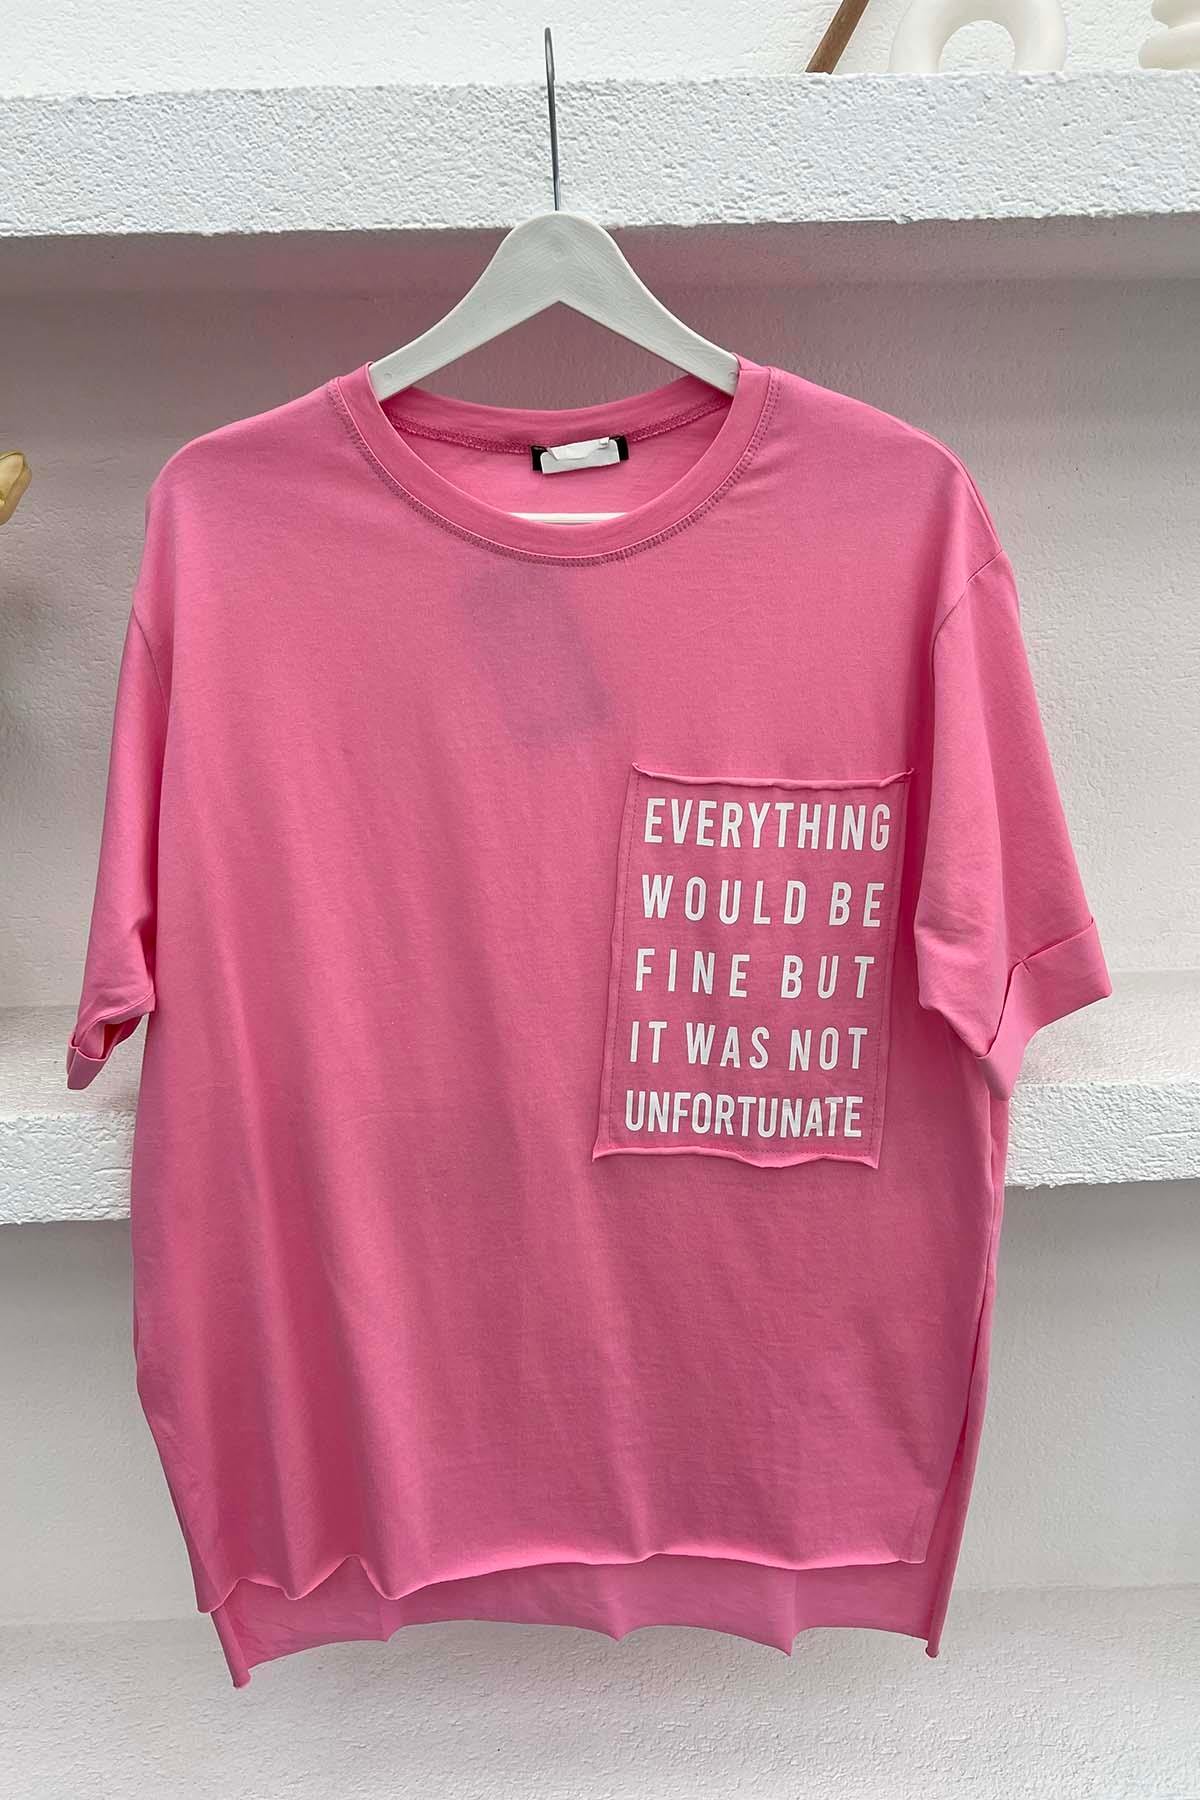 EVERYTHING
WOULD BE
FINE BUT
IT WAS NOT
UNFORTUNATE